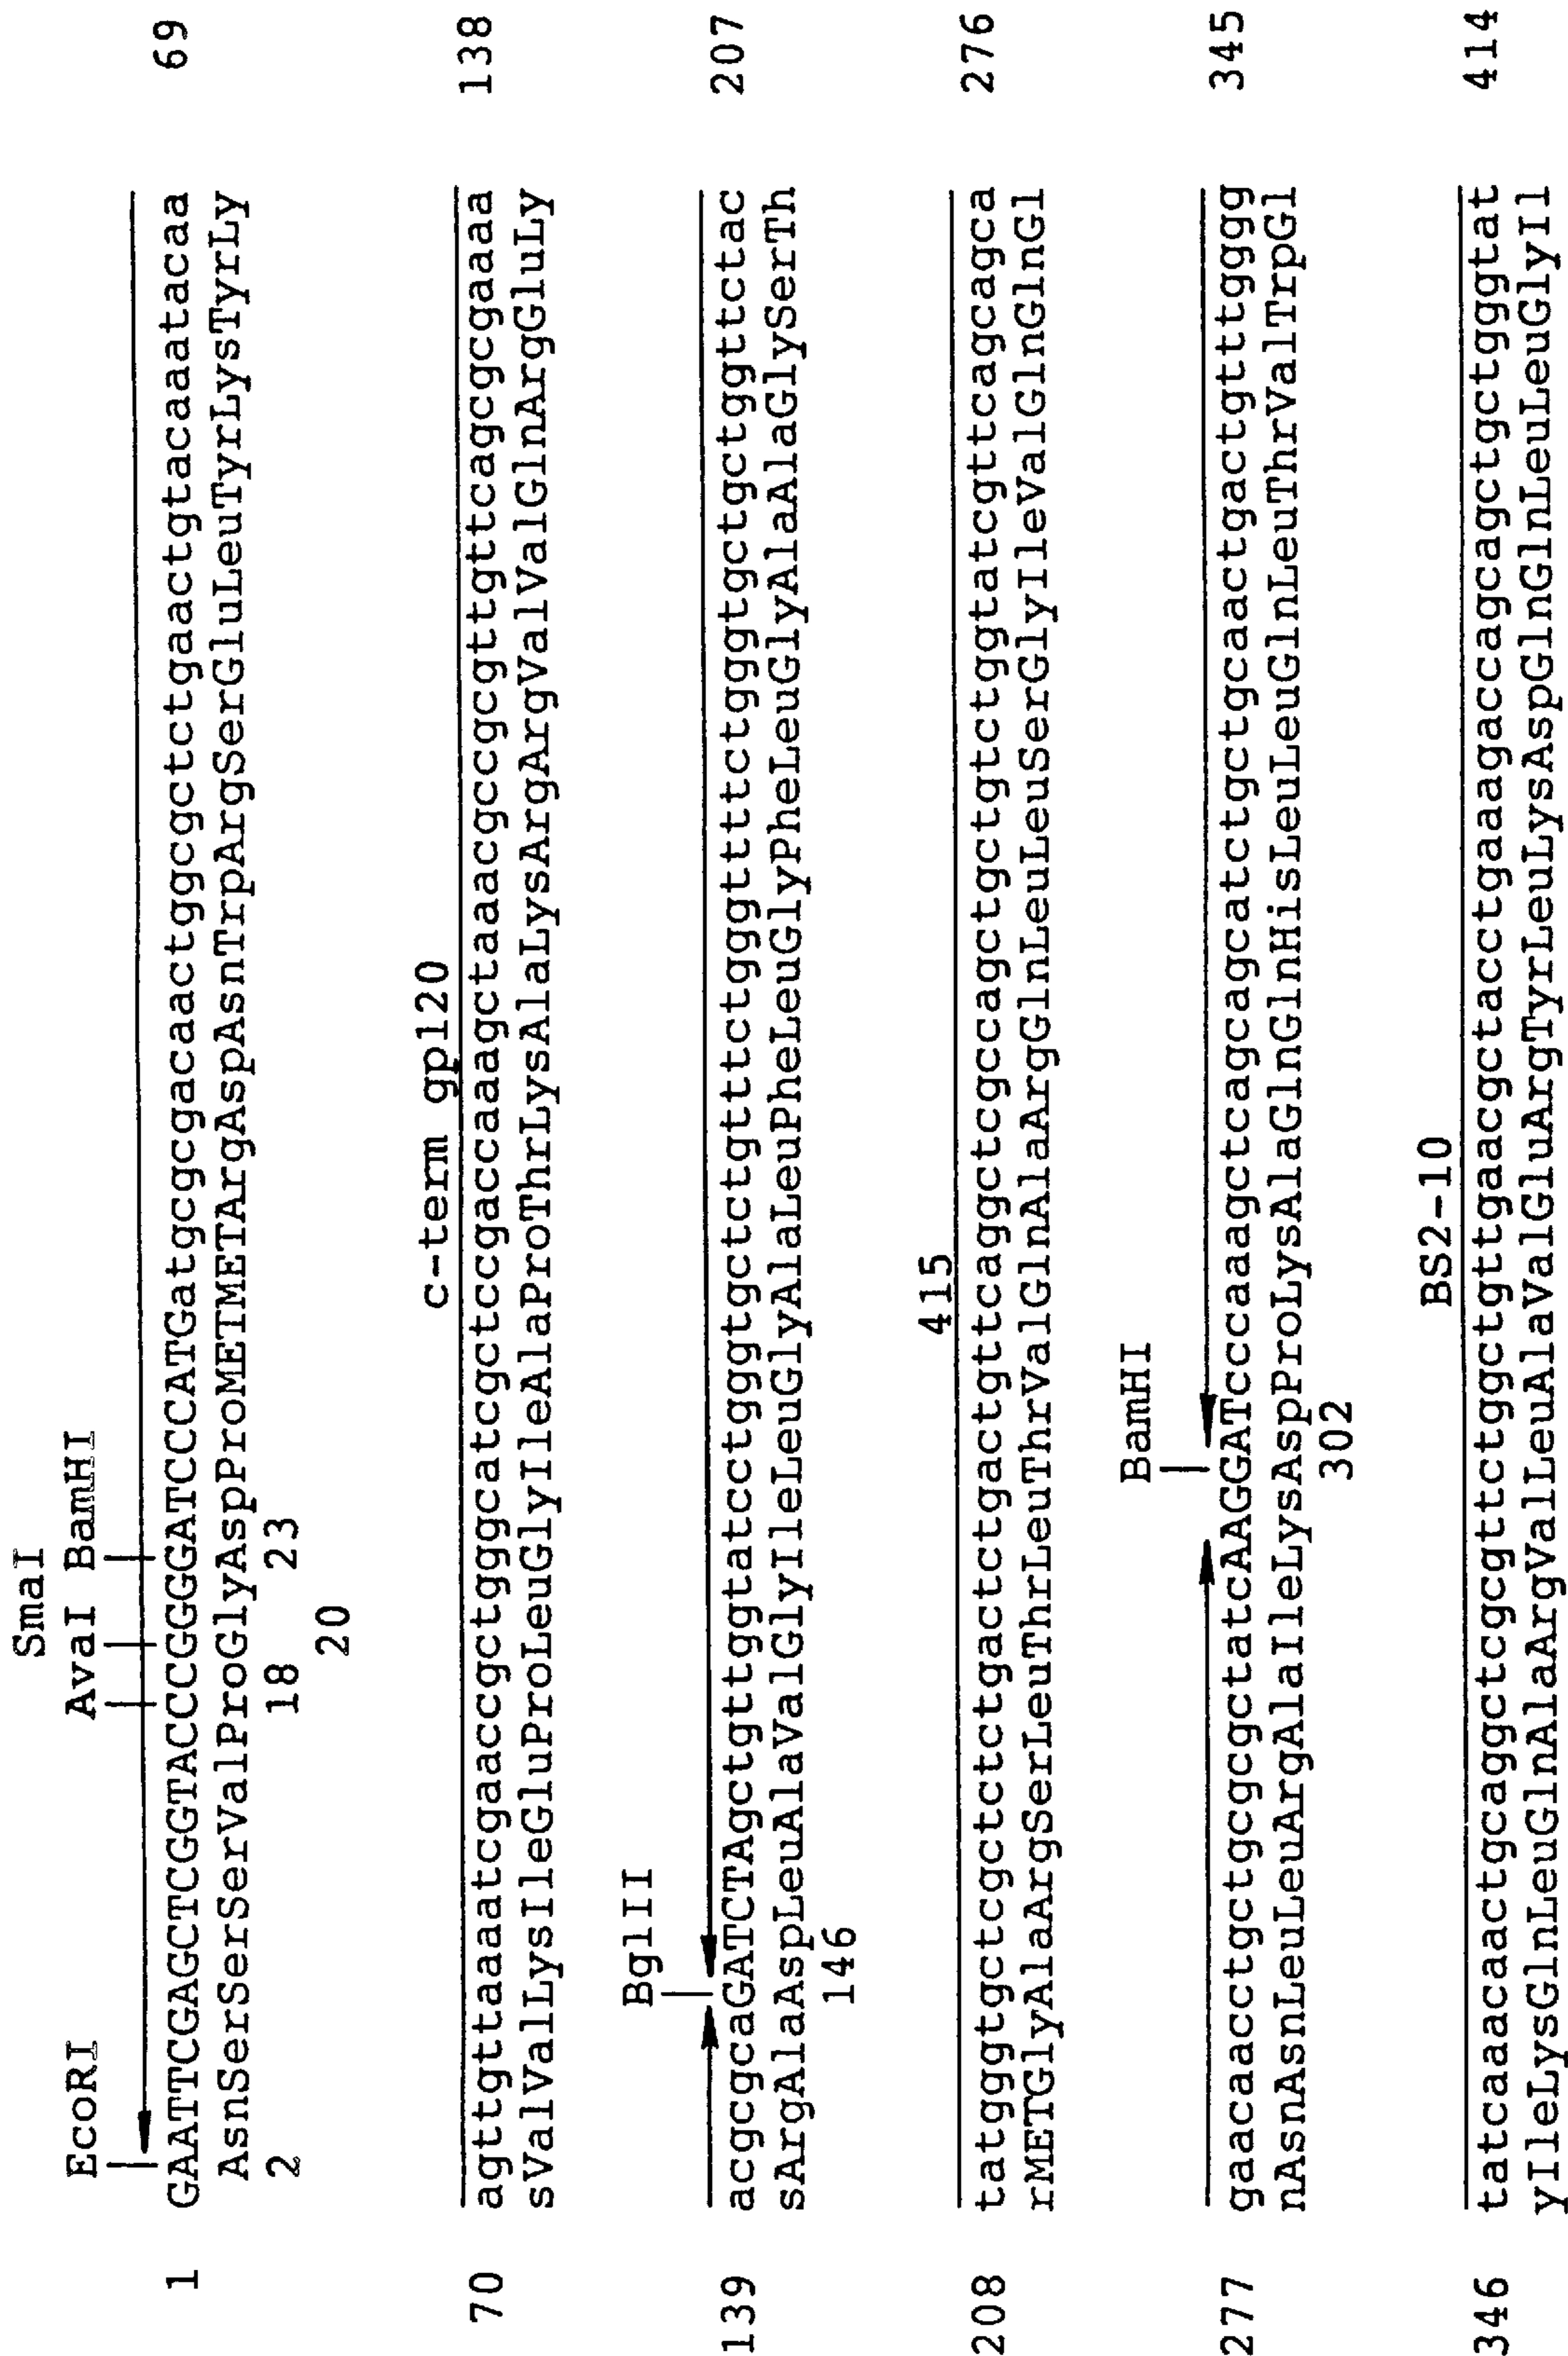 SmaI
EcoRI AvaI BamHI
1 GAATTCGAGCTCGGTACCCGGGGATCCCATGatgcgcgacaactggcgctctgaactgtacaaatacaa 69
AsnSerSerSerValProGlyAspProMETMETArgAspAsnTrpArgSerGluLeuTyrLysTyrLy
2 18 23
20
c-term gp120
70 agttgttaaaatcgaaccgctgggcatcgctccgaccaaagctaaacgccgcgttgttcagcgcgaaaa 138
sValValLysIleGluProLeuGlyIleAlaProThrLysAlaLysArgArgValValGlnArgGluLy
BglII
139 acgcgcaGATCTAgctgttggtatcctgggtgctctgtttctgggttttctgggtgctgctggttctac 207
sArgAlaAspLeuAlaValGlyIleLeuGlyAlaLeuPheLeuGlyPheLeuGlyAlaAlaGlySerTh
146
415
208 tatgggtgctcgctctctgactctgactgttcaggctcgccagctgctgtctggtatcgttcagcagca 276
rMETGlyAlaArgSerLeuThrLeuThrValGlnAlaArgGlnLeuLeuSerGlyIleValGlnGlnGl
BamHI
277 gaacaacctgctgcgcgctatcAAGGATCccaaagctcagcagcatctgctgcaactgactgtttgggg 345
nAsnAsnLeuLeuArgAlaIleLysAspProLysAlaGlnGlnHisLeuLeuGlnLeuThrValTrpGl
302
BS2-10
346 tatcaaacaactgcaggctcgcgttctggctgttgaacgctacctgaaagaccagcagctgctgggtat 414
yIleLysGlnLeuGlnAlaArgValLeuAlaValGluArgTyrLeuLysAspGlnGlnLeuLeuGlyIl